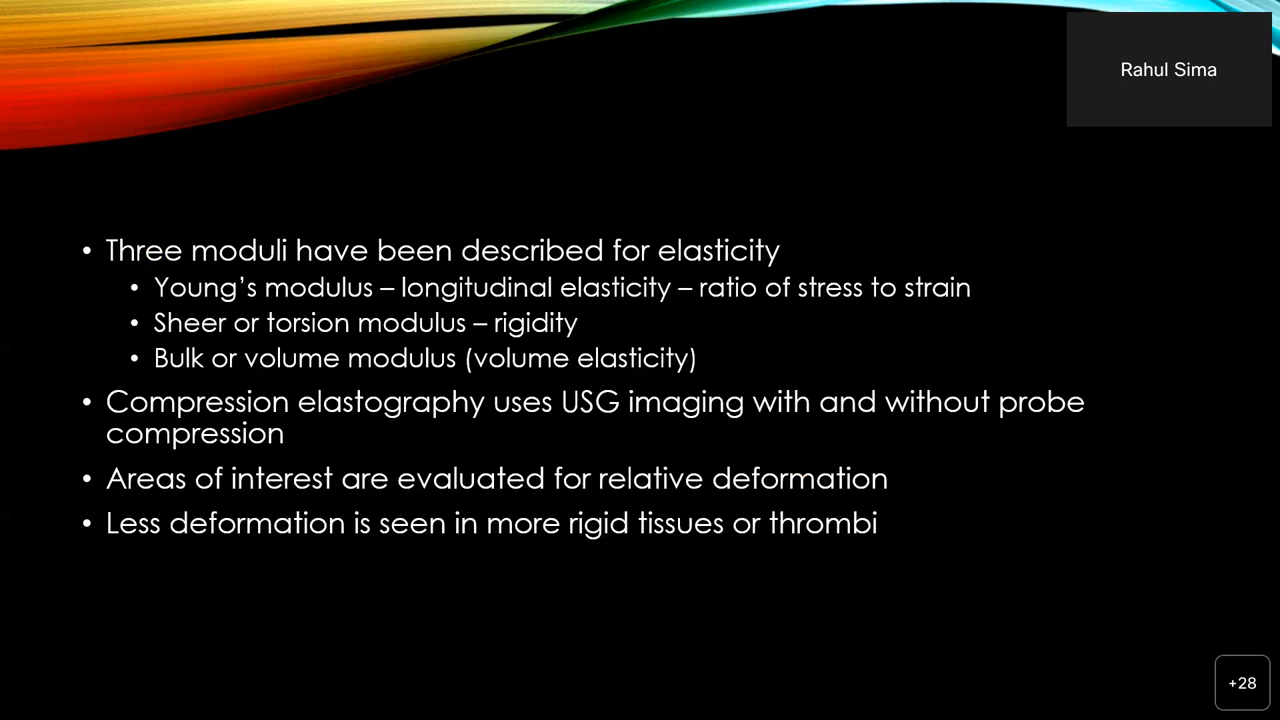 Rahul Sima
• Three moduli have been described for elasticity
• Young’s modulus – longitudinal elasticity – ratio of stress to strain
• Sheer or torsion modulus – rigidity
• Bulk or volume modulus (volume elasticity)
• Compression elastography uses USG imaging with and without probe
compression
• Areas of interest are evaluated for relative deformation
• Less deformation is seen in more rigid tissues or thrombi
+28